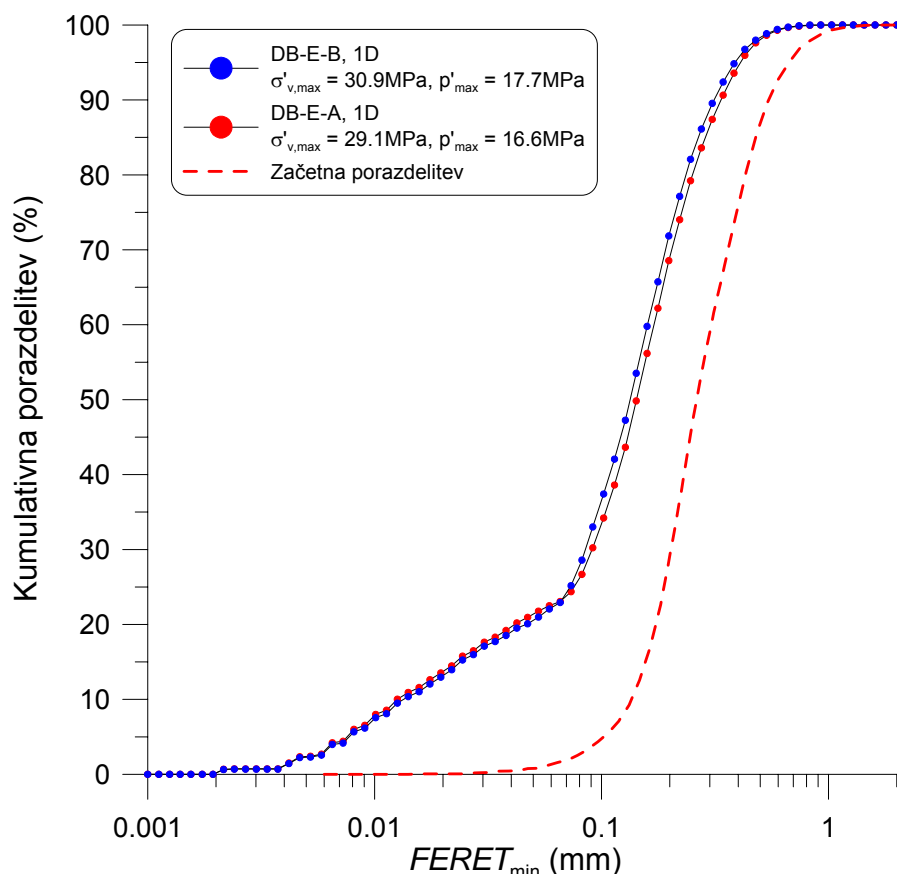 100
90
80
70
60
50
40
30
20
10
0
Kumulativna porazdelitev (%)
DB-E-B, 1D
σ'v,max = 30.9MPa, p'max = 17.7MPa
DB-E-A, 1D
σ'v,max = 29.1MPa, p'max = 16.6MPa
Začetna porazdelitev
0.001 0.01 0.1 1
FERETmin (mm)